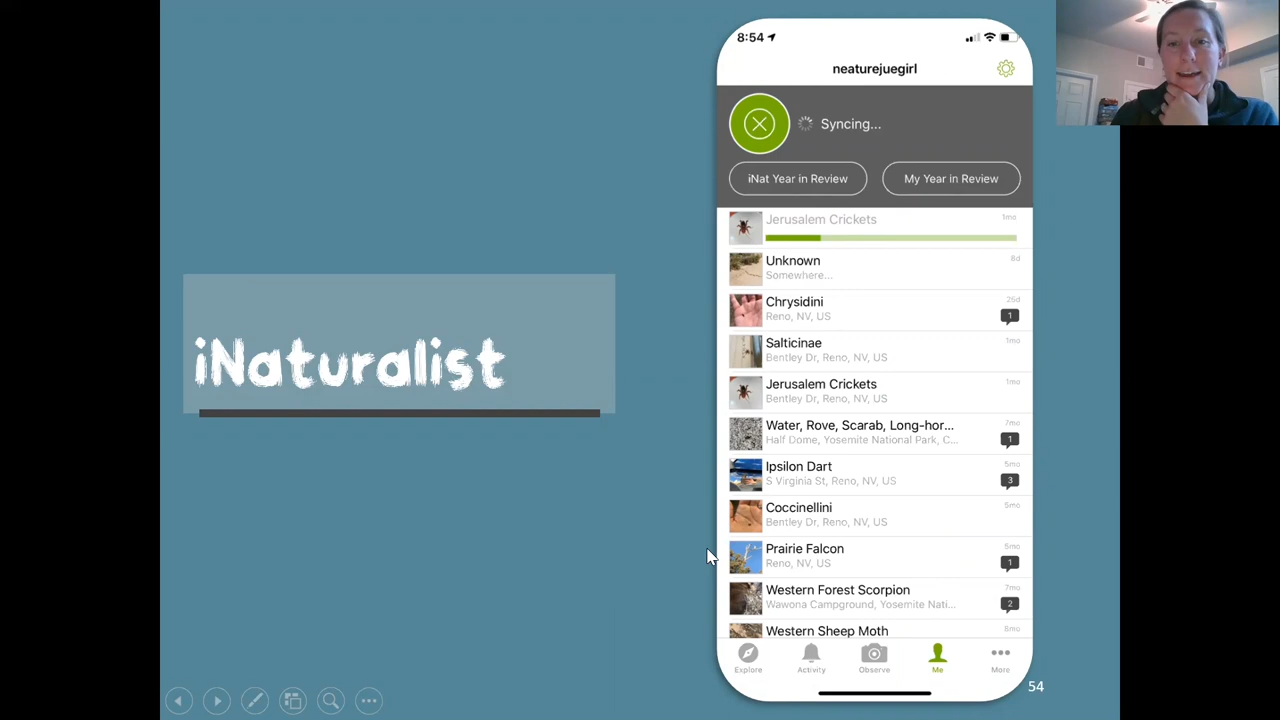 iNaturalist
8:54
neaturejuegirl
Syncing...
iNat Year in Review
My Year in Review
Jerusalem Crickets
1mo
Unknown
8d
Somewhere...
Chrysidini
25d
Reno, NV, US
1
Salticinae
1mo
Bentley Dr, Reno, NV, US
Jerusalem Crickets
1mo
Bentley Dr, Reno, NV, US
Water, Rove, Scarab, Long-hor...
7mo
Half Dome, Yosemite National Park, C...
1
Ipsilon Dart
5mo
S Virginia St, Reno, NV, US
3
Coccinellini
5mo
Bentley Dr, Reno, NV, US
Prairie Falcon
5mo
Reno, NV, US
1
Western Forest Scorpion
7mo
Wawona Campground, Yosemite Nati...
2
Western Sheep Moth
8mo
Explore
Activity
Observe
Me
More
54